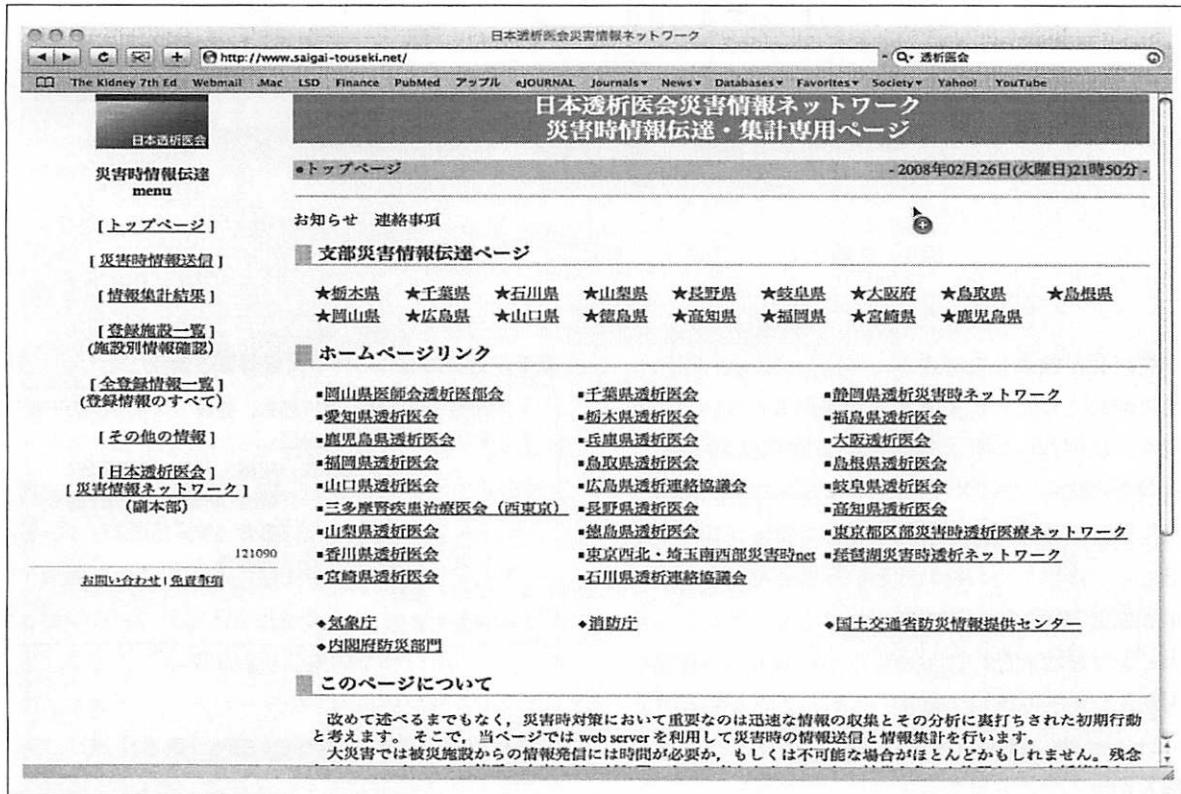 日本透析医会災害情報ネットワーク
http://www.saigai-touseki.net/
透析医会
The Kidney 7th Ed Webmail .Mac LSD Finance PubMed アップル eJOURNAL Journals▼ News▼ Databases▼ Favorites▼ Society▼ Yahoo! YouTube
日本透析医会
災害時情報伝達
menu
[トップページ]
[災害時情報送信]
[情報集計結果]
[登録施設一覧]
(施設別情報確認)
[全登録情報一覧]
(登録情報のすべて)
[その他の情報]
[日本透析医会]
[災害情報ネットワーク]
(副本部)
121090
お問い合わせ | 免責事項
日本透析医会災害情報ネットワーク
災害時情報伝達・集計専用ページ
●トップページ - 2008年02月26日(火曜日)21時50分 -
お知らせ 連絡事項
支部災害情報伝達ページ
★栃木県 ★千葉県 ★石川県 ★山梨県 ★長野県 ★岐阜県 ★大阪府 ★鳥取県 ★島根県
★岡山県 ★広島県 ★山口県 ★徳島県 ★高知県 ★福岡県 ★宮崎県 ★鹿児島県
ホームページリンク
▪岡山県医師会透析医部会 ▪千葉県透析医会 ▪静岡県透析災害時ネットワーク
▪愛知県透析医会 ▪栃木県透析医会 ▪福島県透析医会
▪鹿児島県透析医会 ▪兵庫県透析医会 ▪大阪透析医会
▪福岡県透析医会 ▪鳥取県透析医会 ▪島根県透析医会
▪山口県透析医会 ▪広島県透析連絡協議会 ▪岐阜県透析医会
▪三多摩腎疾患治療医会（西東京） ▪長野県透析医会 ▪高知県透析医会
▪山梨県透析医会 ▪徳島県透析医会 ▪東京都区部災害時透析医療ネットワーク
▪香川県透析医会 ▪東京西北・埼玉南西部災害時net ▪琵琶湖災害時透析ネットワーク
▪宮崎県透析医会 ▪石川県透析連絡協議会
◆気象庁 ◆消防庁 ◆国土交通省防災情報提供センター
◆内閣府防災部門
このページについて
改めて述べるまでもなく，災害時対策において重要なのは迅速な情報の収集とその分析に裏打ちされた初期行動
と考えます。そこで，当ページでは web server を利用して災害時の情報送信と情報集計を行います。
大災害では被災施設からの情報発信には時間が必要か，もしくは不可能な場合がほとんどかもしれません。残念